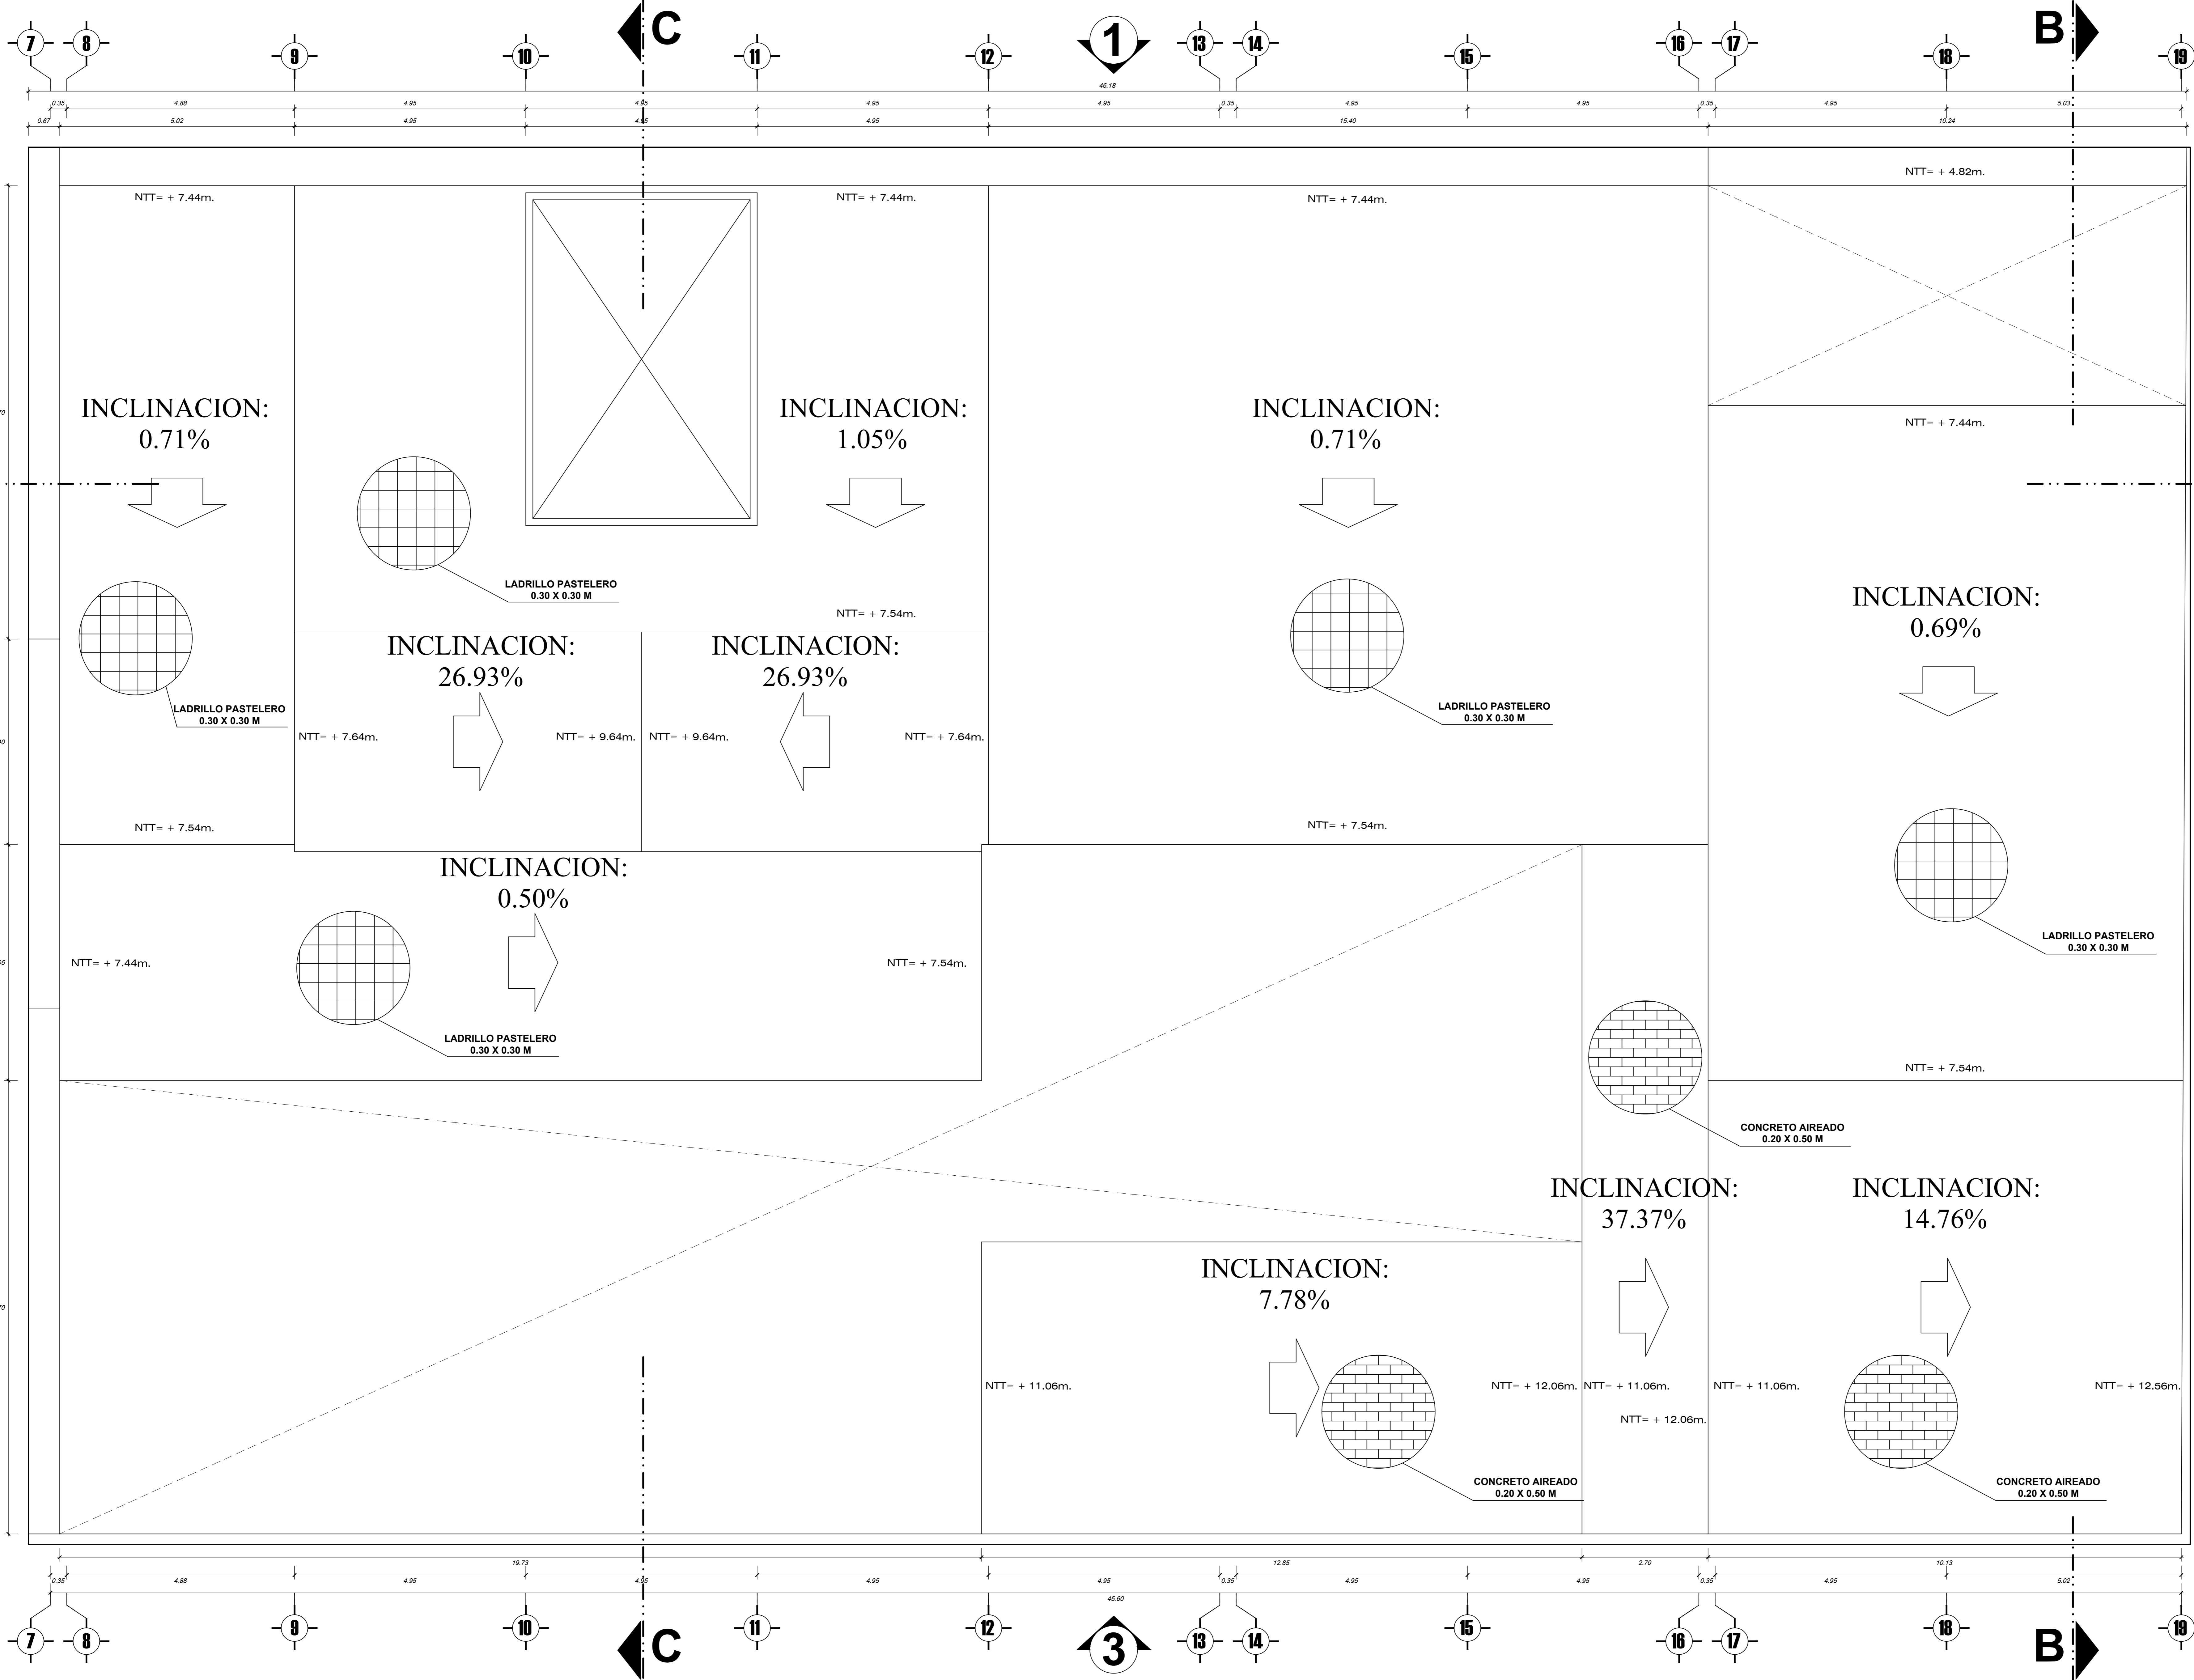 7 8 9 10 C 11 12 1 13 14 15 16 17 18 B 19
46.18
0.35 4.88 4.95 4.95 4.95 4.95 0.35 4.95 4.95 0.35 4.95 5.03
0.67 5.02 4.95 4.95 4.95 15.40 10.24
NTT= + 4.82m.
NTT= + 7.44m.
NTT= + 7.44m.
NTT= + 7.44m.
INCLINACION:
0.71%
INCLINACION:
1.05%
INCLINACION:
0.71%
NTT= + 7.44m.
LADRILLO PASTELERO
0.30 X 0.30 M
NTT= + 7.54m.
INCLINACION:
0.69%
INCLINACION:
26.93%
INCLINACION:
26.93%
LADRILLO PASTELERO
0.30 X 0.30 M
LADRILLO PASTELERO
0.30 X 0.30 M
NTT= + 7.64m.
NTT= + 9.64m.
NTT= + 9.64m.
NTT= + 7.64m.
NTT= + 7.54m.
NTT= + 7.54m.
INCLINACION:
0.50%
LADRILLO PASTELERO
0.30 X 0.30 M
NTT= + 7.44m.
NTT= + 7.54m.
LADRILLO PASTELERO
0.30 X 0.30 M
NTT= + 7.54m.
CONCRETO AIREADO
0.20 X 0.50 M
INCLINACION:
37.37%
INCLINACION:
14.76%
INCLINACION:
7.78%
NTT= + 11.06m.
NTT= + 12.06m.
NTT= + 11.06m.
NTT= + 11.06m.
NTT= + 12.56m.
NTT= + 12.06m.
CONCRETO AIREADO
0.20 X 0.50 M
CONCRETO AIREADO
0.20 X 0.50 M
19.73 12.85 2.70 10.13
0.35 4.88 4.95 4.95 4.95 4.95 0.35 4.95 4.95 0.35 4.95 5.02
45.60
7 8 9 10 C 11 12 3 13 14 15 16 17 18 B 19